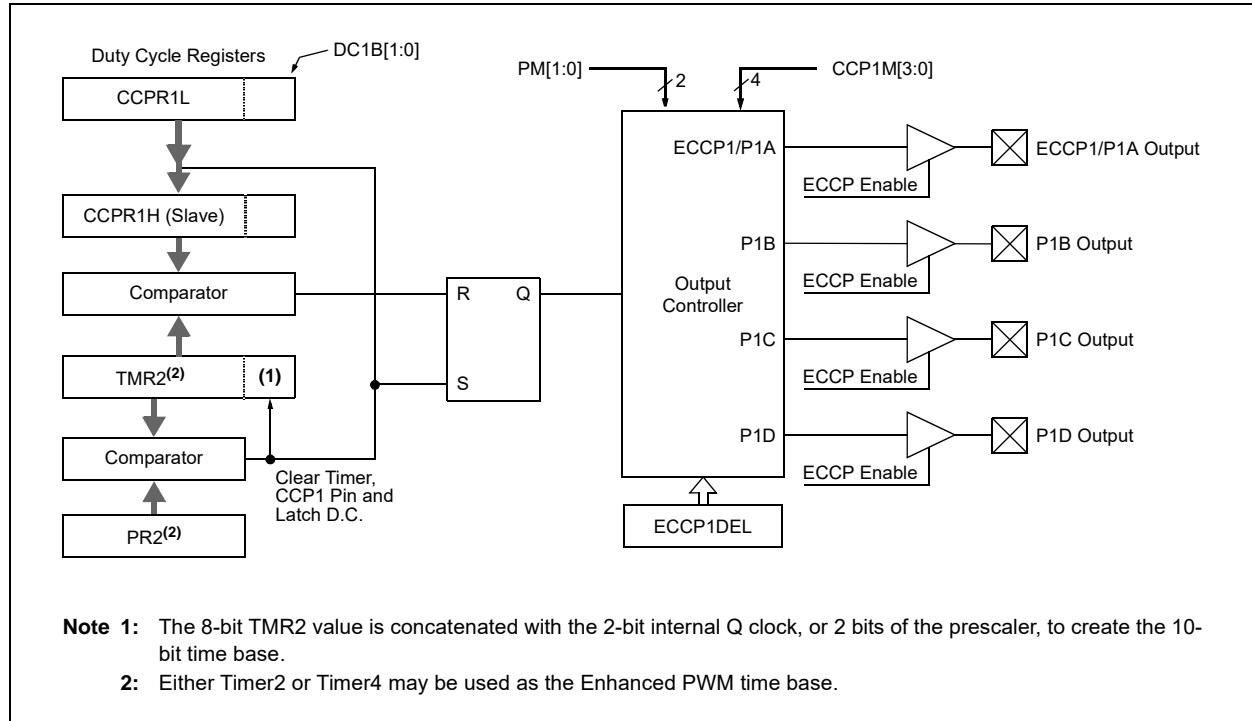 Duty Cycle Registers
DC1B[1:0]
CCPR1L
PM[1:0]
2
4
CCP1M[3:0]
ECCP1/P1A
ECCP1/P1A Output
ECCP Enable
CCPR1H (Slave)
P1B
P1B Output
ECCP Enable
Comparator
R
Q
Output
Controller
TMR2(2)
(1)
S
P1C
P1C Output
ECCP Enable
Comparator
Clear Timer,
CCP1 Pin and
Latch D.C.
P1D
P1D Output
ECCP Enable
PR2(2)
ECCP1DEL
Note 1: The 8-bit TMR2 value is concatenated with the 2-bit internal Q clock, or 2 bits of the prescaler, to create the 10-
bit time base.
2: Either Timer2 or Timer4 may be used as the Enhanced PWM time base.